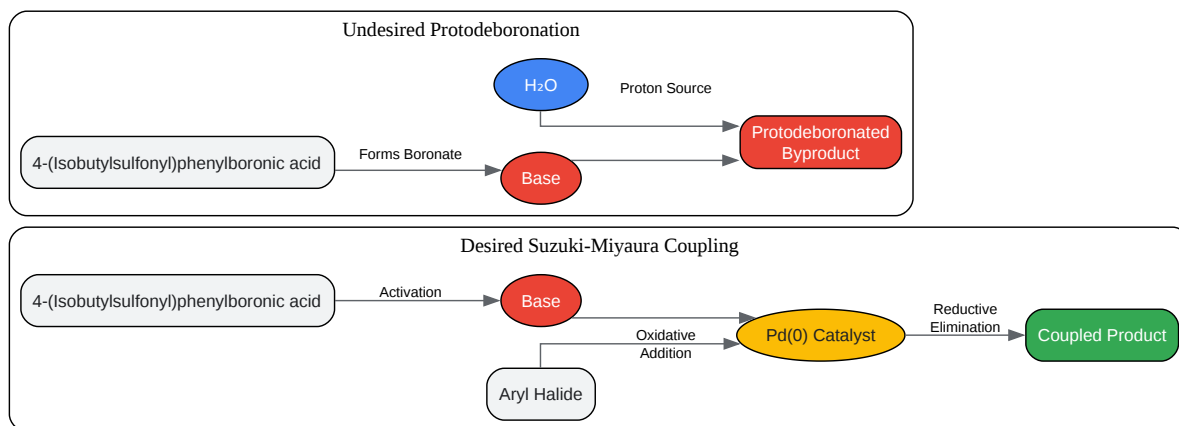 Undesired Protodeboronation
H₂O
Proton Source
Protodeboronated
Byproduct
4-(Isobutylsulfonyl)phenylboronic acid
Forms Boronate
Base
Desired Suzuki-Miyaura Coupling
4-(Isobutylsulfonyl)phenylboronic acid
Activation
Base
Oxidative
Addition
Aryl Halide
Pd(0) Catalyst
Reductive
Elimination
Coupled Product